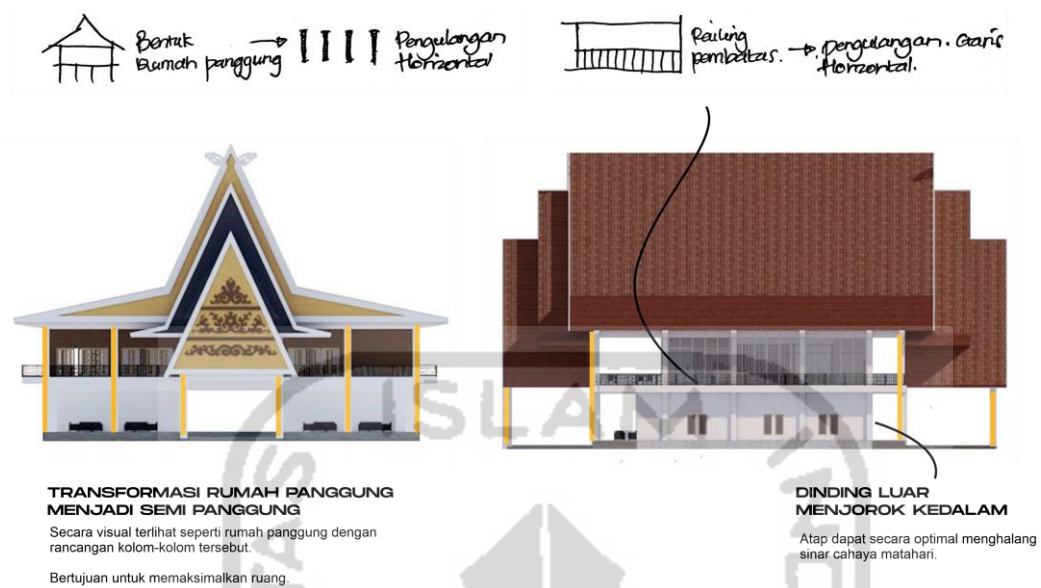 Bentuk
Rumah panggung
Pengulangan
Horizontal
Railing
pembatas.
pengulangan. Garis
Horizontal.
ISLAM
TRANSFORMASI RUMAH PANGGUNG
MENJADI SEMI PANGGUNG
Secara visual terlihat seperti rumah panggung dengan
rancangan kolom-kolom tersebut.
Bertujuan untuk memaksimalkan ruang.
DINDING LUAR
MENJOROK KEDALAM
Atap dapat secara optimal menghalang
sinar cahaya matahari.